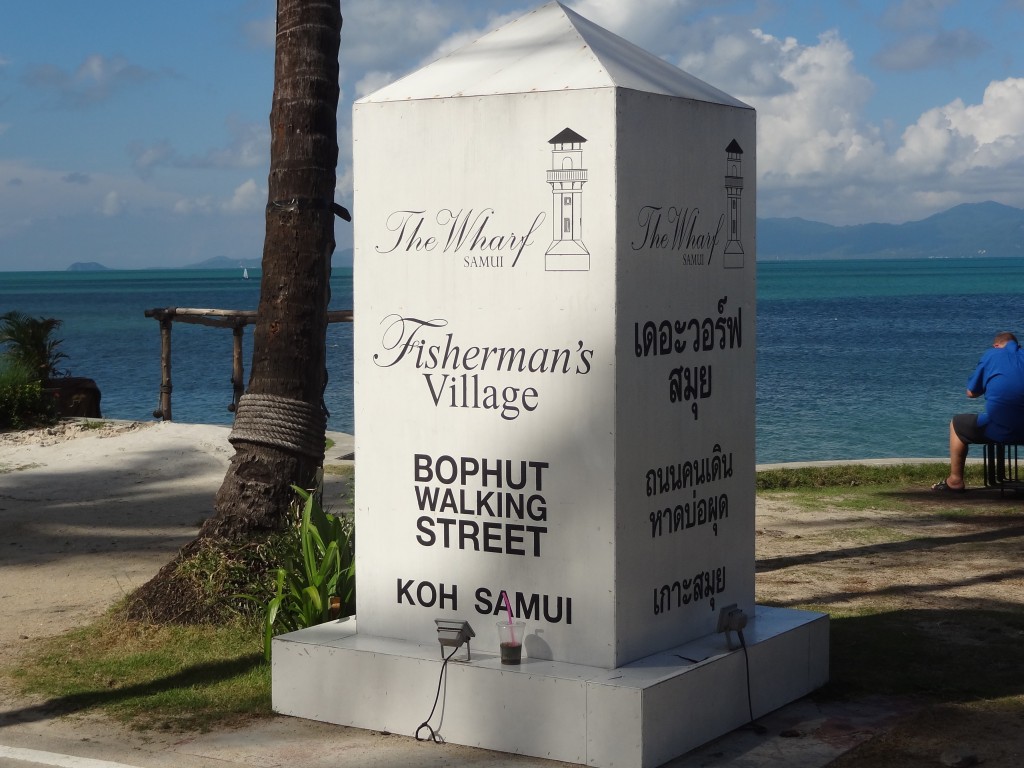 The Wharf
SAMUI
Fisherman's
Village
BOPHUT
WALKING
STREET
KOH SAMUI
The Wharf
SAMUI
เดอะวอร์ฟ
สมุย
ถนนคนเดิน
หาดบ่อผุด
เกาะสมุย